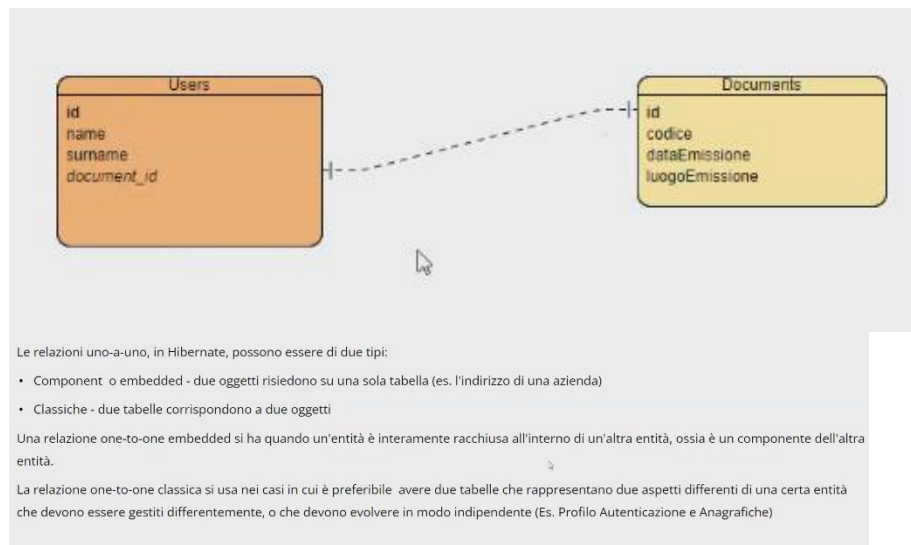 Users
id
name
surname
document_id
Documents
id
codice
dataEmissione
luogoEmissione
Le relazioni uno-a-uno, in Hibernate, possono essere di due tipi:
• Component o embedded - due oggetti risiedono su una sola tabella (es. l'indirizzo di una azienda)
• Classiche - due tabelle corrispondono a due oggetti
Una relazione one-to-one embedded si ha quando un'entità è interamente racchiusa all'interno di un'altra entità, ossia è un componente dell'altra
entità.
La relazione one-to-one classica si usa nei casi in cui è preferibile avere due tabelle che rappresentano due aspetti differenti di una certa entità
che devono essere gestiti differentemente, o che devono evolvere in modo indipendente (Es. Profilo Autenticazione e Anagrafiche)